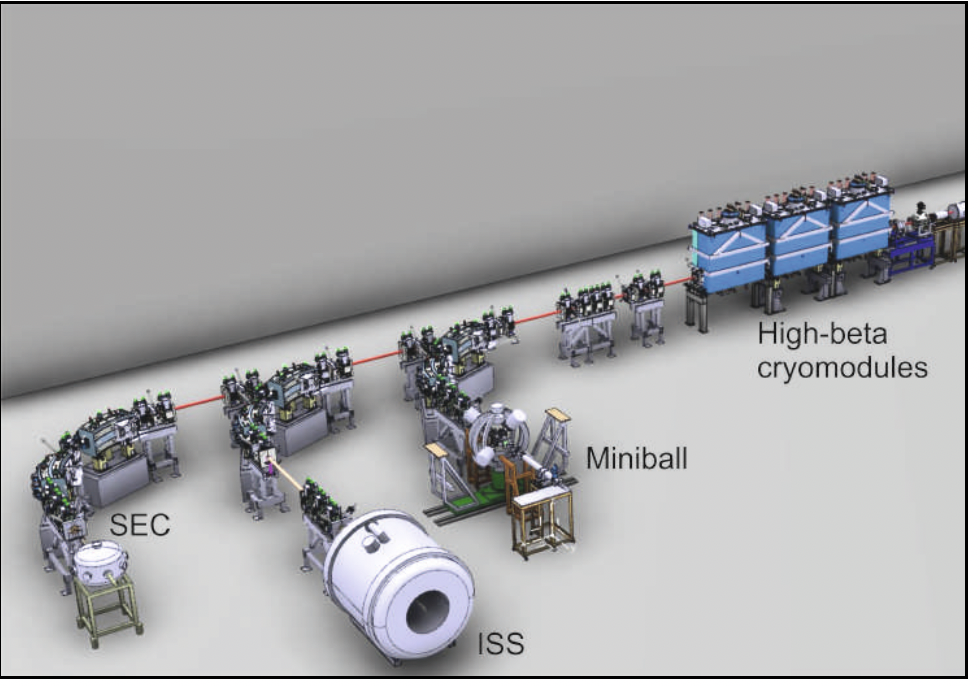 High-beta
cryomodules
Miniball
SEC
ISS